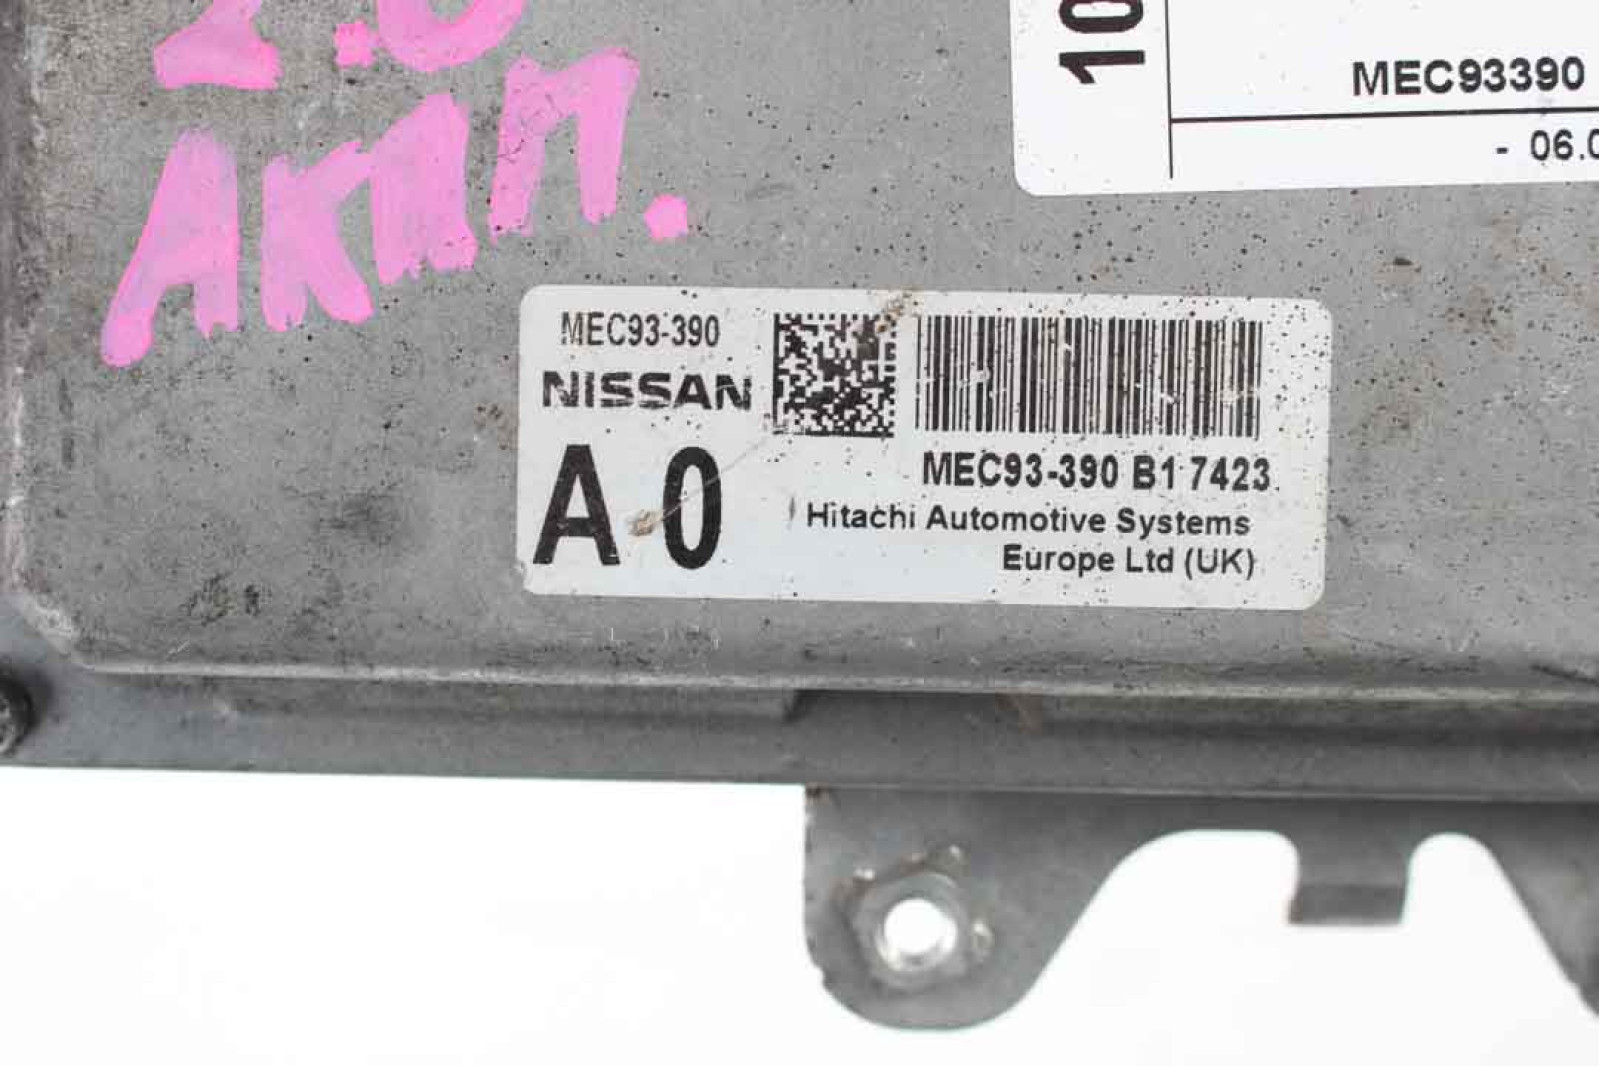 2.0
АКПП.
10
MEC93390
- 06.0
MEC93-390
NISSAN
A 0
MEC93-390 B1 7423
Hitachi Automotive Systems
Europe Ltd (UK)